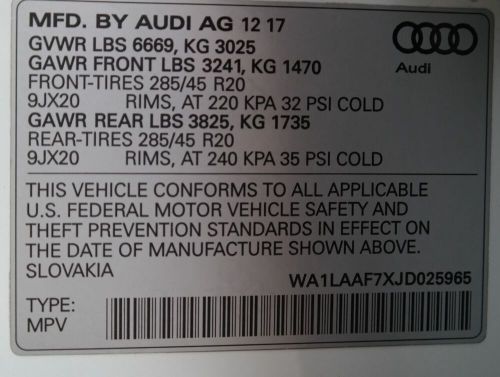 MFD. BY AUDI AG 12 17
GVWR LBS 6669, KG 3025
GAWR FRONT LBS 3241, KG 1470
FRONT-TIRES 285/45 R20
9JX20 RIMS, AT 220 KPA 32 PSI COLD
GAWR REAR LBS 3825, KG 1735
REAR-TIRES 285/45 R20
9JX20 RIMS, AT 240 KPA 35 PSI COLD
Audi
THIS VEHICLE CONFORMS TO ALL APPLICABLE
U.S. FEDERAL MOTOR VEHICLE SAFETY AND
THEFT PREVENTION STANDARDS IN EFFECT ON
THE DATE OF MANUFACTURE SHOWN ABOVE.
SLOVAKIA WA1LAAF7XJD025965
TYPE:
MPV